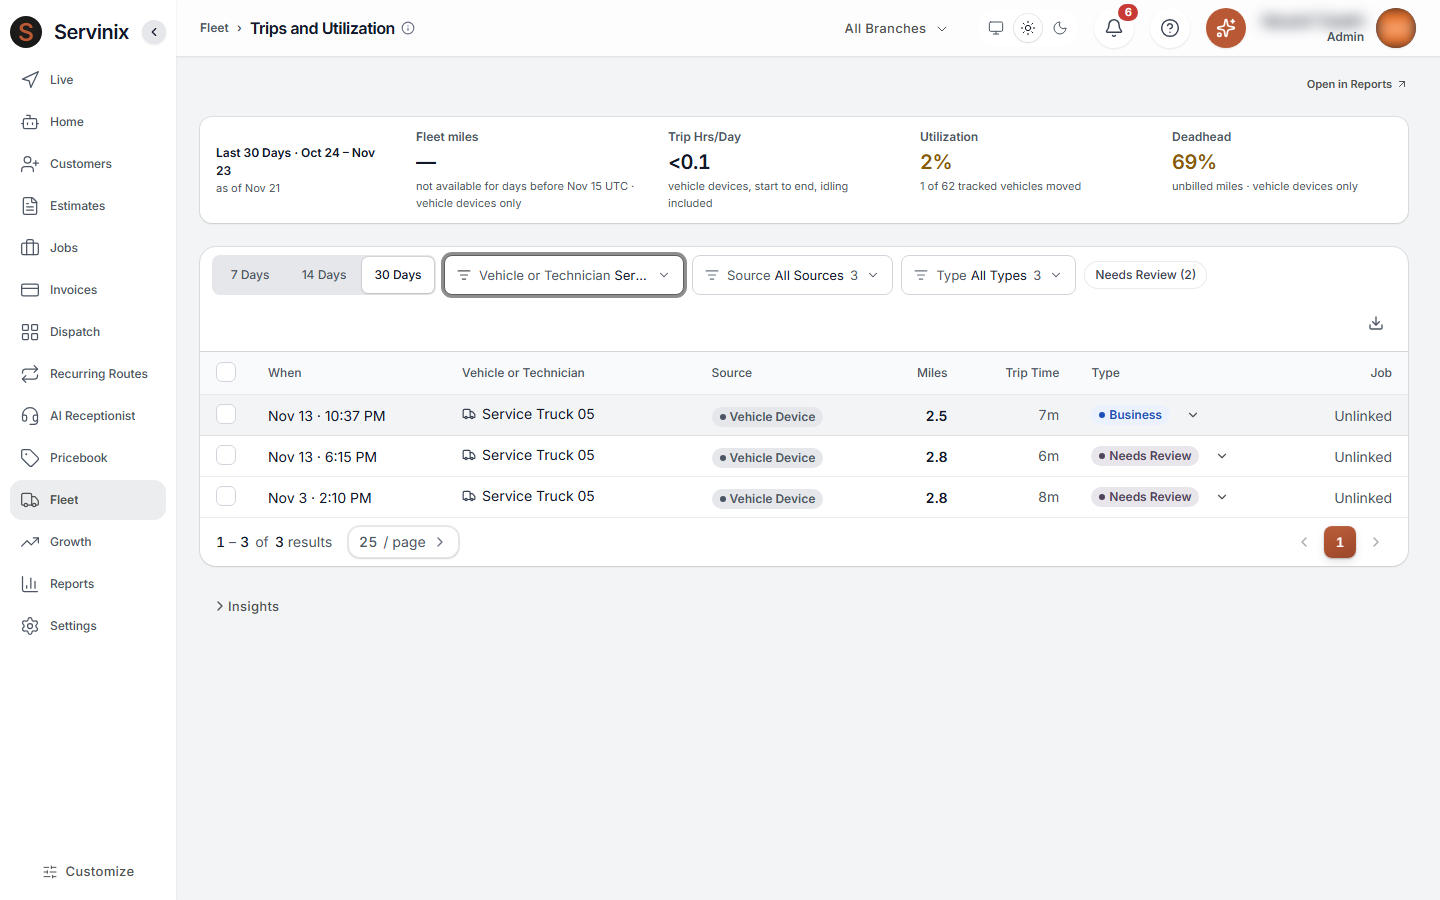 Servinix
Live
Home
Customers
Estimates
Jobs
Invoices
Dispatch
Recurring Routes
AI Receptionist
Pricebook
Fleet
Growth
Reports
Settings
Customize
Fleet › Trips and Utilization
All Branches
6
Admin
Open in Reports
Last 30 Days · Oct 24 – Nov
23
as of Nov 21
Fleet miles
—
not available for days before Nov 15 UTC ·
vehicle devices only
Trip Hrs/Day
<0.1
vehicle devices, start to end, idling
included
Utilization
2%
1 of 62 tracked vehicles moved
Deadhead
69%
unbilled miles · vehicle devices only
7 Days 14 Days 30 Days Vehicle or Technician Ser... Source All Sources 3 Type All Types 3 Needs Review (2)
When Vehicle or Technician Source Miles Trip Time Type Job
Nov 13 · 10:37 PM Service Truck 05 Vehicle Device 2.5 7m Business Unlinked
Nov 13 · 6:15 PM Service Truck 05 Vehicle Device 2.8 6m Needs Review Unlinked
Nov 3 · 2:10 PM Service Truck 05 Vehicle Device 2.8 8m Needs Review Unlinked
1 – 3 of 3 results 25 / page 1
Insights